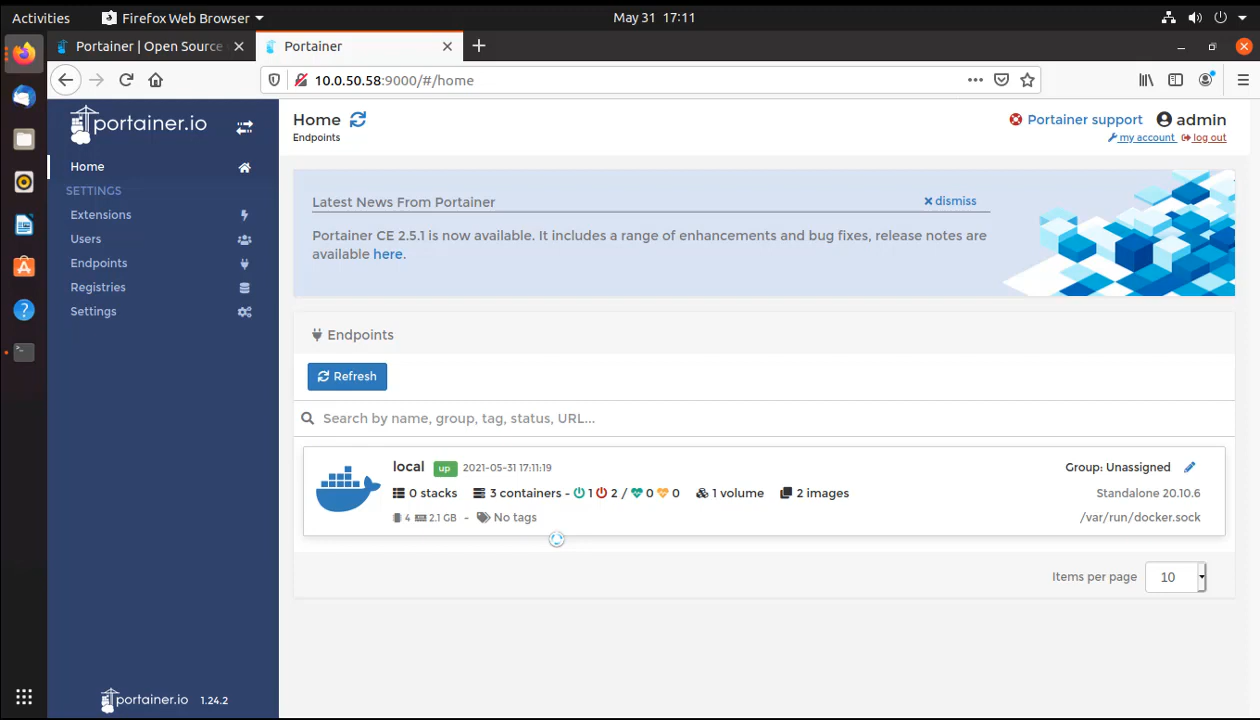 Activities Firefox Web Browser May 31 17:11
Portainer | Open Source Portainer
10.0.50.58:9000/#/home
portainer.io
Home
SETTINGS
Extensions
Users
Endpoints
Registries
Settings
portainer.io 1.24.2
Home
Endpoints
Portainer support admin
my account log out
Latest News From Portainer dismiss
Portainer CE 2.5.1 is now available. It includes a range of enhancements and bug fixes, release notes are
available here.
Endpoints
Refresh
Search by name, group, tag, status, URL...
local up 2021-05-31 17:11:19 Group: Unassigned
0 stacks 3 containers - 1 2 / 0 0 1 volume 2 images Standalone 20.10.6
4 2.1 GB - No tags /var/run/docker.sock
Items per page 10